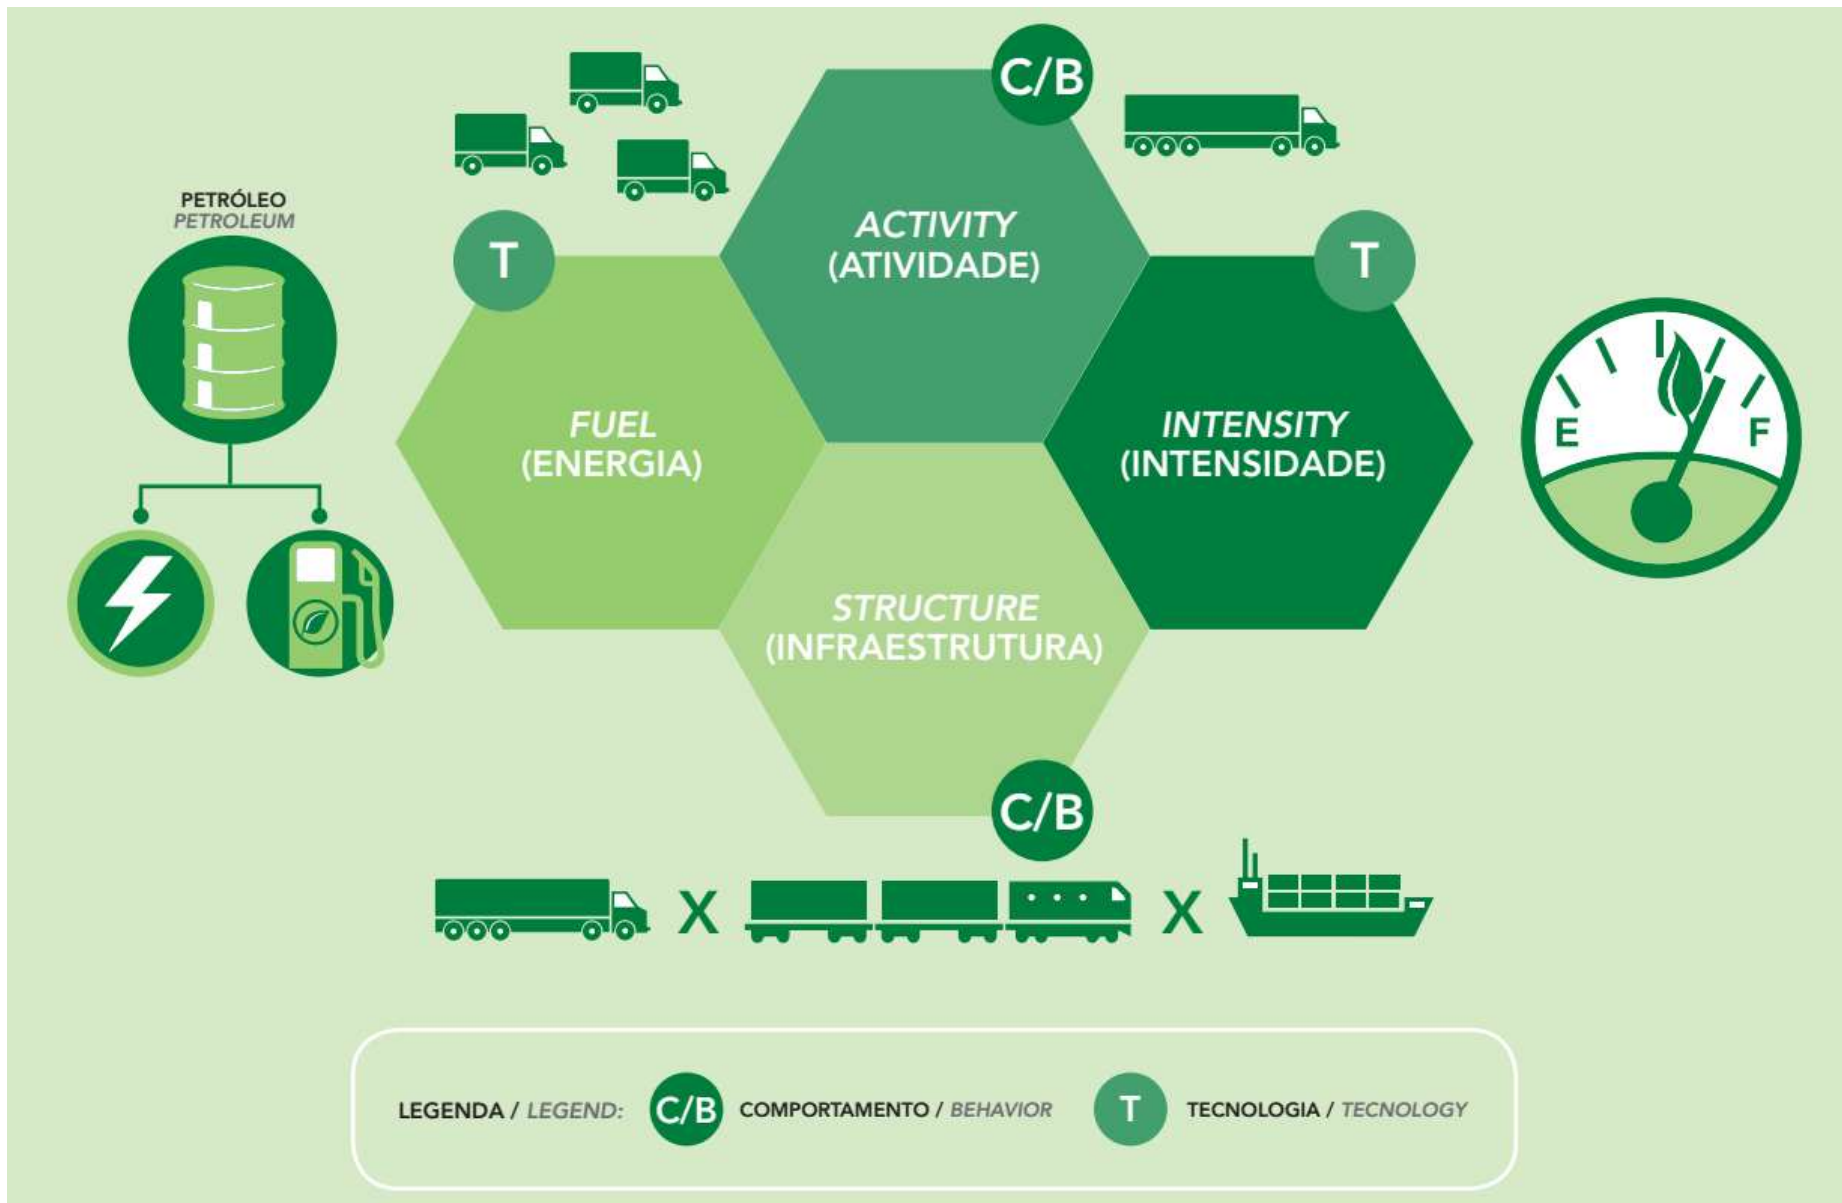 C/B
ACTIVITY
(ATIVIDADE)
PETRÓLEO
PETROLEUM
T
FUEL
(ENERGIA)
T
INTENSITY
(INTENSIDADE)
E
F
STRUCTURE
(INFRAESTRUTURA)
C/B
X
X
LEGENDA / LEGEND:
C/B
COMPORTAMENTO / BEHAVIOR
T
TECNOLOGIA / TECNOLOGY